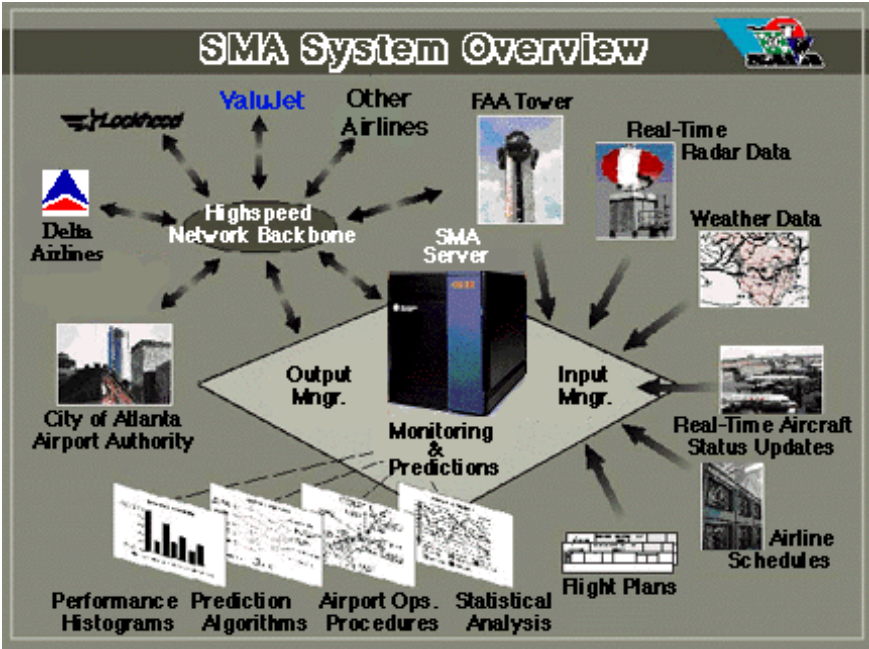 SMA System Overview
Lockheed
ValuJet
Other
Airlines
FAA Tower
Real-Time
Radar Data
Delta
Airlines
Highspeed
Network Backbone
SMA
Server
Weather Data
City of Atlanta
Airport Authority
Output
Mngr.
Input
Mngr.
Monitoring
&
Predictions
Real-Time Aircraft
Status Updates
Airline
Schedules
Flight Plans
Performance
Histograms
Prediction
Algorithms
Airport Ops.
Procedures
Statistical
Analysis